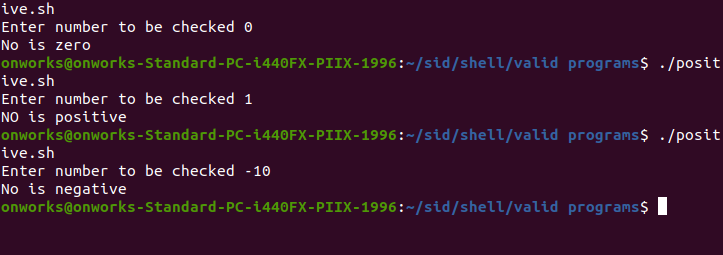 ive.sh
Enter number to be checked 0
No is zero
onworks@onworks-Standard-PC-i440FX-PIIX-1996:~/sid/shell/valid programs$ ./posit
ive.sh
Enter number to be checked 1
NO is positive
onworks@onworks-Standard-PC-i440FX-PIIX-1996:~/sid/shell/valid programs$ ./posit
ive.sh
Enter number to be checked -10
No is negative
onworks@onworks-Standard-PC-i440FX-PIIX-1996:~/sid/shell/valid programs$